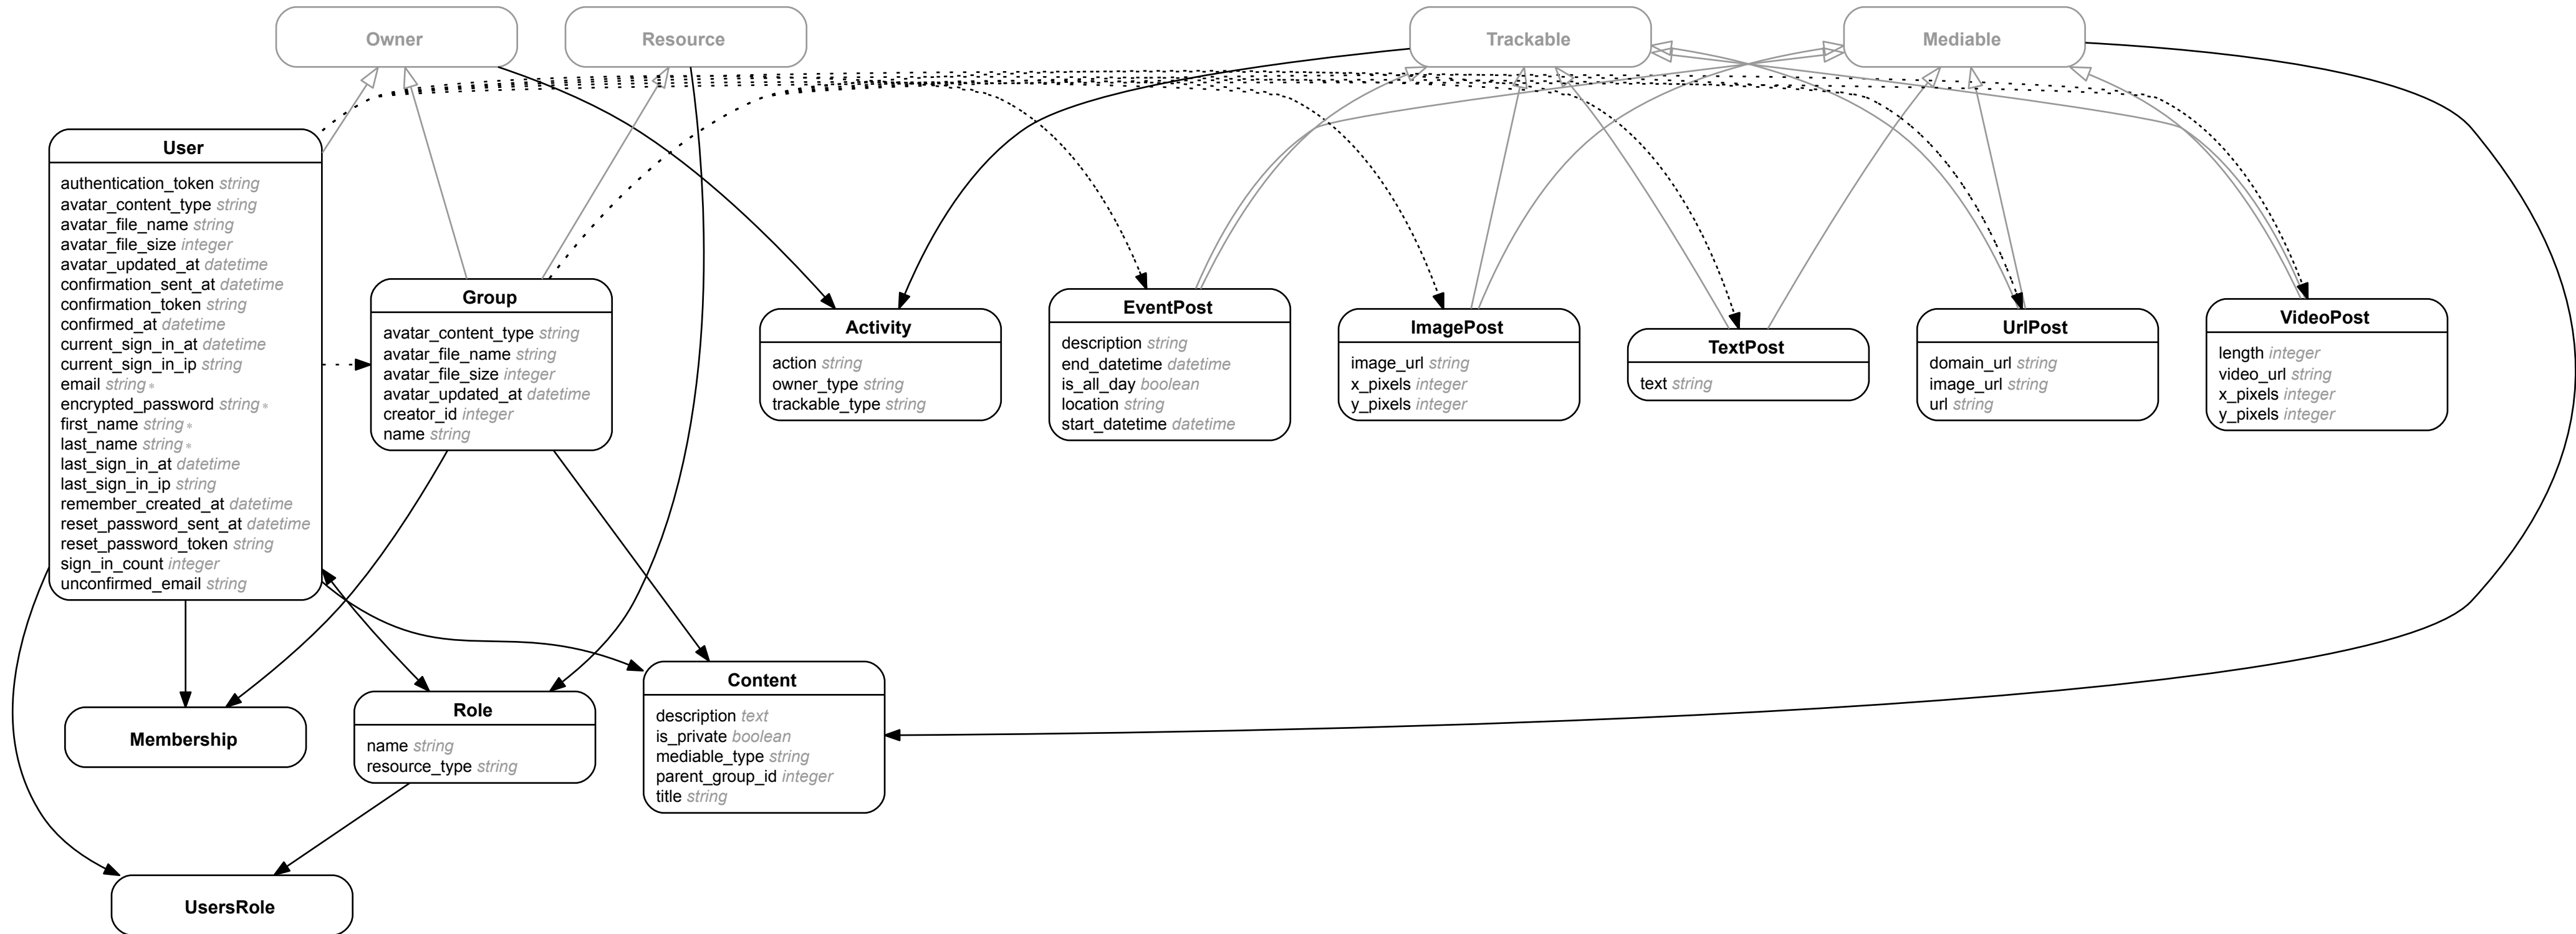 Owner
Resource
Trackable
Mediable
User
authentication_token string
avatar_content_type string
avatar_file_name string
avatar_file_size integer
avatar_updated_at datetime
confirmation_sent_at datetime
confirmation_token string
confirmed_at datetime
current_sign_in_at datetime
current_sign_in_ip string
email string *
encrypted_password string *
first_name string *
last_name string *
last_sign_in_at datetime
last_sign_in_ip string
remember_created_at datetime
reset_password_sent_at datetime
reset_password_token string
sign_in_count integer
unconfirmed_email string
Group
avatar_content_type string
avatar_file_name string
avatar_file_size integer
avatar_updated_at datetime
creator_id integer
name string
Activity
action string
owner_type string
trackable_type string
EventPost
description string
end_datetime datetime
is_all_day boolean
location string
start_datetime datetime
ImagePost
image_url string
x_pixels integer
y_pixels integer
TextPost
text string
UrlPost
domain_url string
image_url string
url string
VideoPost
length integer
video_url string
x_pixels integer
y_pixels integer
Membership
Role
name string
resource_type string
Content
description text
is_private boolean
mediable_type string
parent_group_id integer
title string
UsersRole